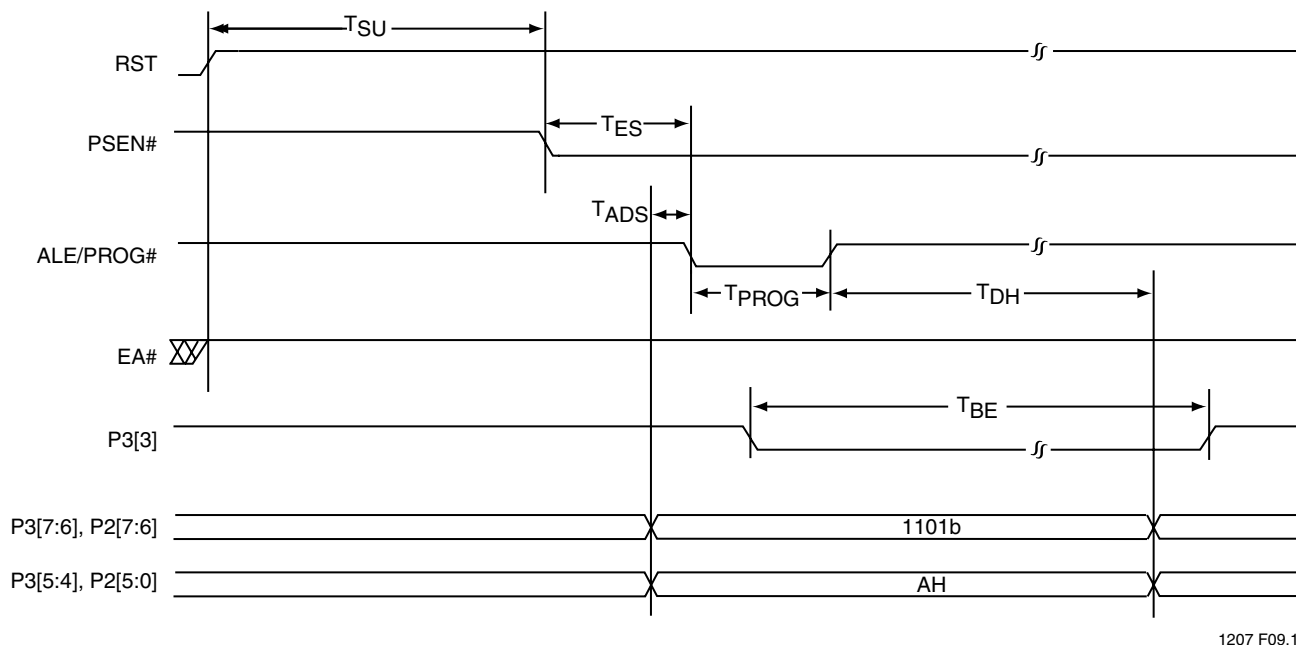 TSU
RST
TES
PSEN#
TADS
ALE/PROG#
TPROG
TDH
EA#
TBE
P3[3]
P3[7:6], P2[7:6]
1101b
P3[5:4], P2[5:0]
AH
1207 F09.1